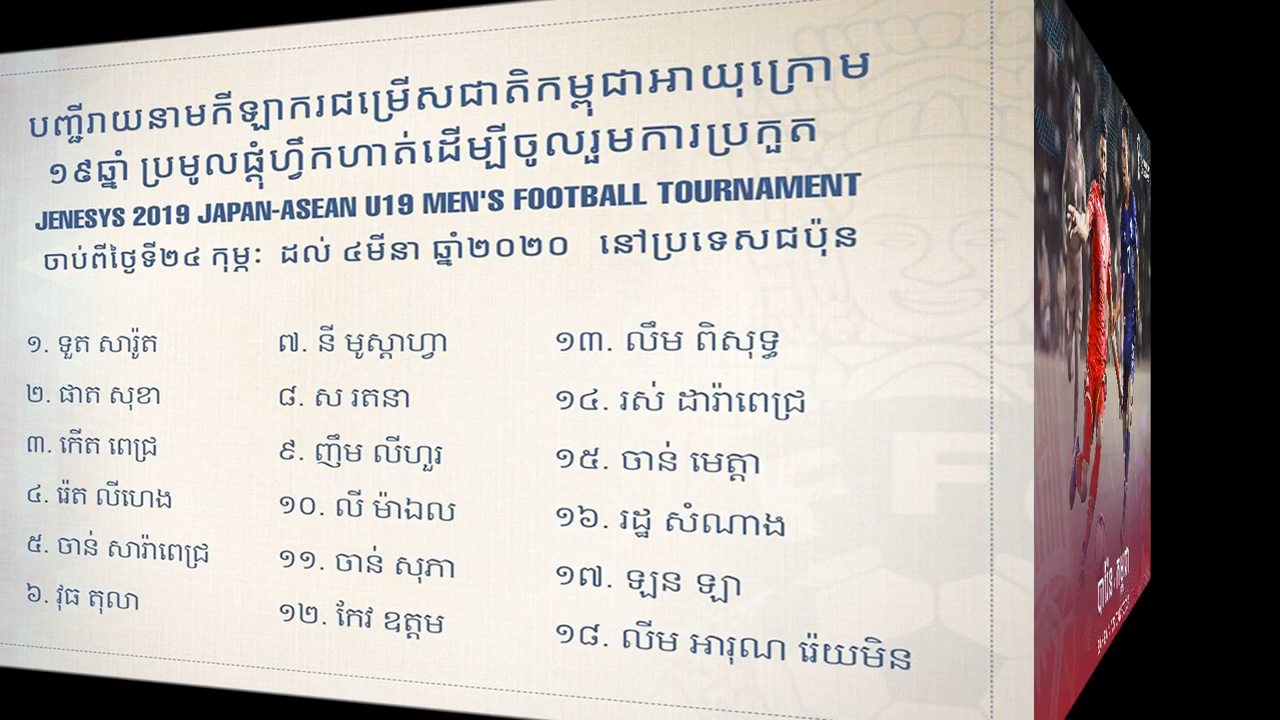 បញ្ជីរាយនាមកីឡាករជម្រើសជាតិកម្ពុជាអាយុក្រោម
១៩ឆ្នាំ ប្រមូលផ្តុំហ្វឹកហាត់ដើម្បីចូលរួមការប្រកួត
JENESYS 2019 JAPAN-ASEAN U19 MEN'S FOOTBALL TOURNAMENT
ចាប់ពីថ្ងៃទី២៤ កុម្ភៈ ដល់ ៤មីនា ឆ្នាំ២០២០ នៅប្រទេសជប៉ុន
១. ទួត សារ៉ូត
២. ផាត សុខា
៣. កើត ពេជ្រ
៤. រ៉េត លីហេង
៥. ចាន់ សារ៉ាពេជ្រ
៦. វុធ តុលា
៧. នី មូស្តាហ្វា
៨. ស រតនា
៩. ញឹម លីហួរ
១០. លី ម៉ាឯល
១១. ចាន់ សុភា
១២. កែវ ឧត្តម
១៣. លឹម ពិសុទ្ធ
១៤. រស់ ដារ៉ាពេជ្រ
១៥. ចាន់ មេត្តា
១៦. រដ្ឋ សំណាង
១៧. ឡូន ឡា
១៨. លីម អារុណ រ៉េយមិន